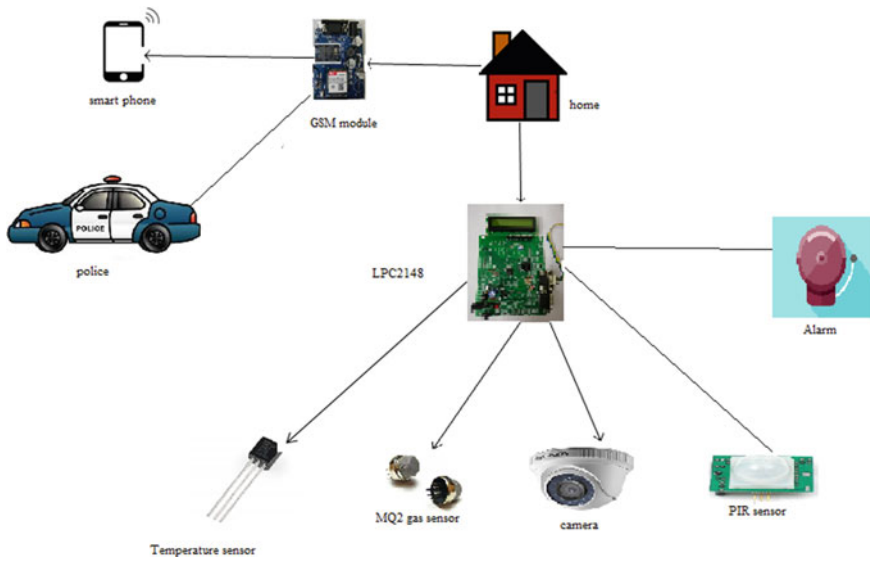 smart phone
GSM module
home
POLICE
police
LPC2148
Alarm
Temperature sensor
MQ2 gas sensor
camera
PIR sensor